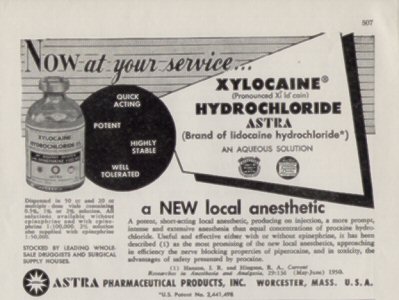 507
Now at your service...
QUICK
ACTING
POTENT
HIGHLY
STABLE
WELL
TOLERATED
XYLOCAINE®
(Pronounced Xi'lo'cain)
HYDROCHLORIDE
ASTRA
(Brand of lidocaine hydrochloride*)
AN AQUEOUS SOLUTION
XYLOCAINE
HYDROCHLORIDE
Dispensed in 50 cc and 20 cc
multiple dose vials containing
0.5%, 1% or 2% solution. All
solutions available without
epinephrine and with epine-
phrine 1:100,000. 2% solution
also supplied with epinephrine
1:50,000.
STOCKED BY LEADING WHOLE-
SALE DRUGGISTS AND SURGICAL
SUPPLY HOUSES.
a NEW local anesthetic
A potent, short-acting local anesthetic, producing on injection, a more prompt,
intense and extensive anesthesia than equal concentrations of procaine hydro-
chloride. Useful and effective either with or without epinephrine, it has been
described (1) as the most promising of the new local anesthetics, approaching
in efficiency the nerve blocking properties of piperocaine, and in toxicity, the
advantages of safety possessed by procaine.
(1) Hanson, I. R. and Hingson, R. A., Current
Researches in Anesthesia and Analgesia, 29:136 (May/June) 1950.
ASTRA PHARMACEUTICAL PRODUCTS, INC. WORCESTER, MASS. U.S.A.
*U.S. Patent No. 2,441,498